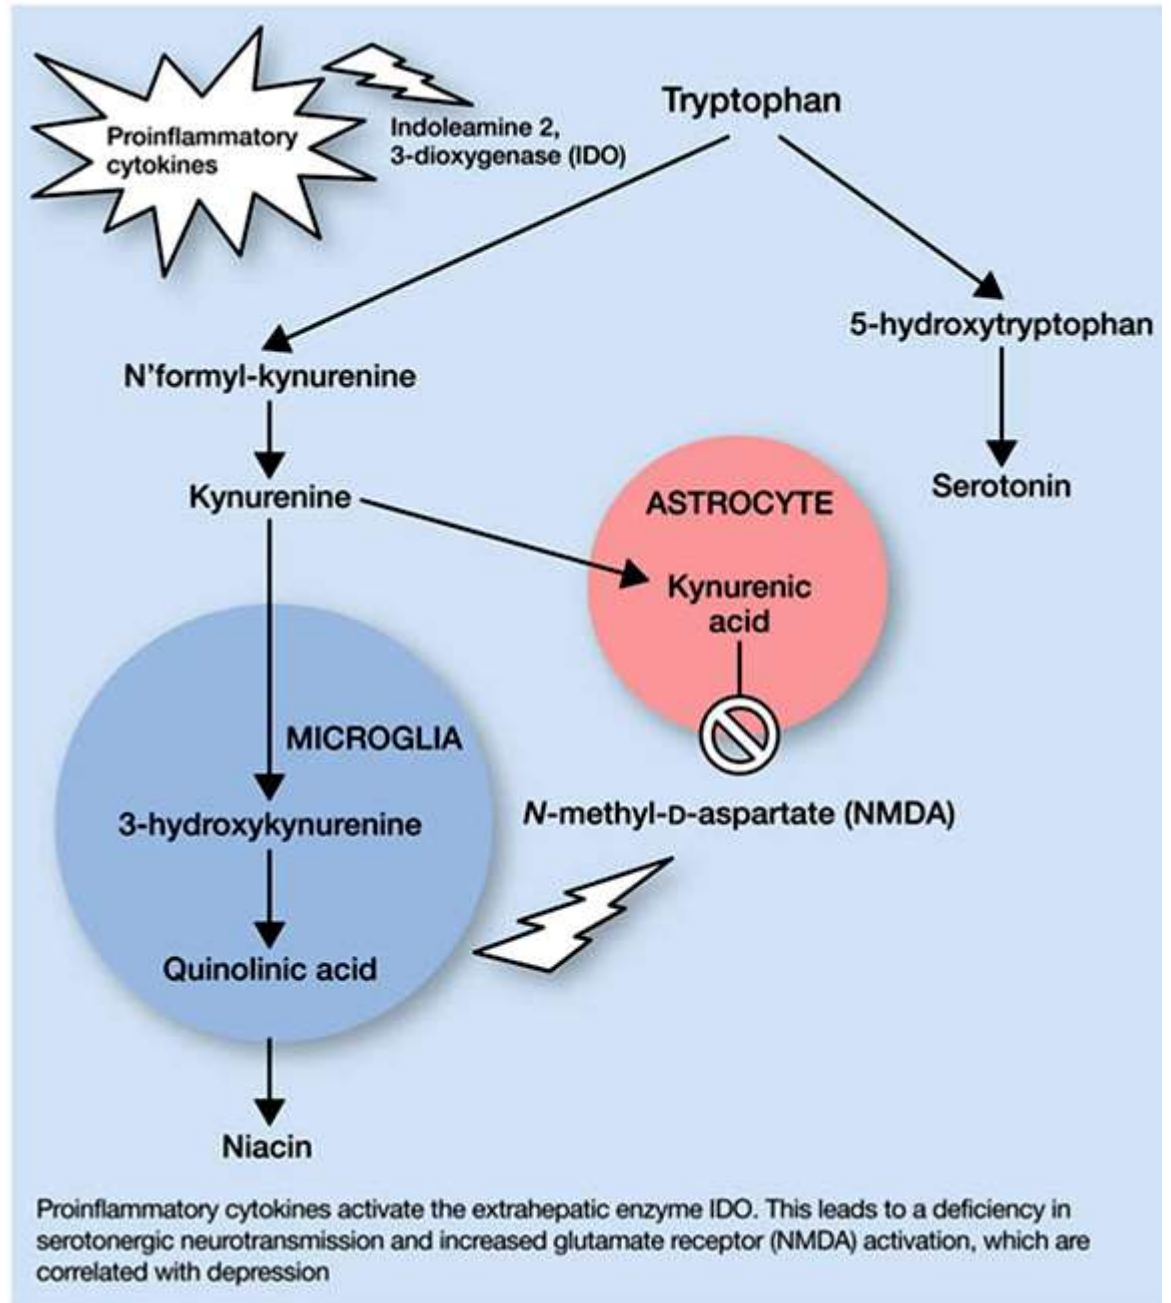 Proinflammatory
cytokines
Indoleamine 2,
3-dioxygenase (IDO)
Tryptophan
5-hydroxytryptophan
N’formyl-kynurenine
Kynurenine
Serotonin
ASTROCYTE
Kynurenic
acid
MICROGLIA
3-hydroxykynurenine
N-methyl-D-aspartate (NMDA)
Quinolinic acid
Niacin
Proinflammatory cytokines activate the extrahepatic enzyme IDO. This leads to a deficiency in
serotonergic neurotransmission and increased glutamate receptor (NMDA) activation, which are
correlated with depression